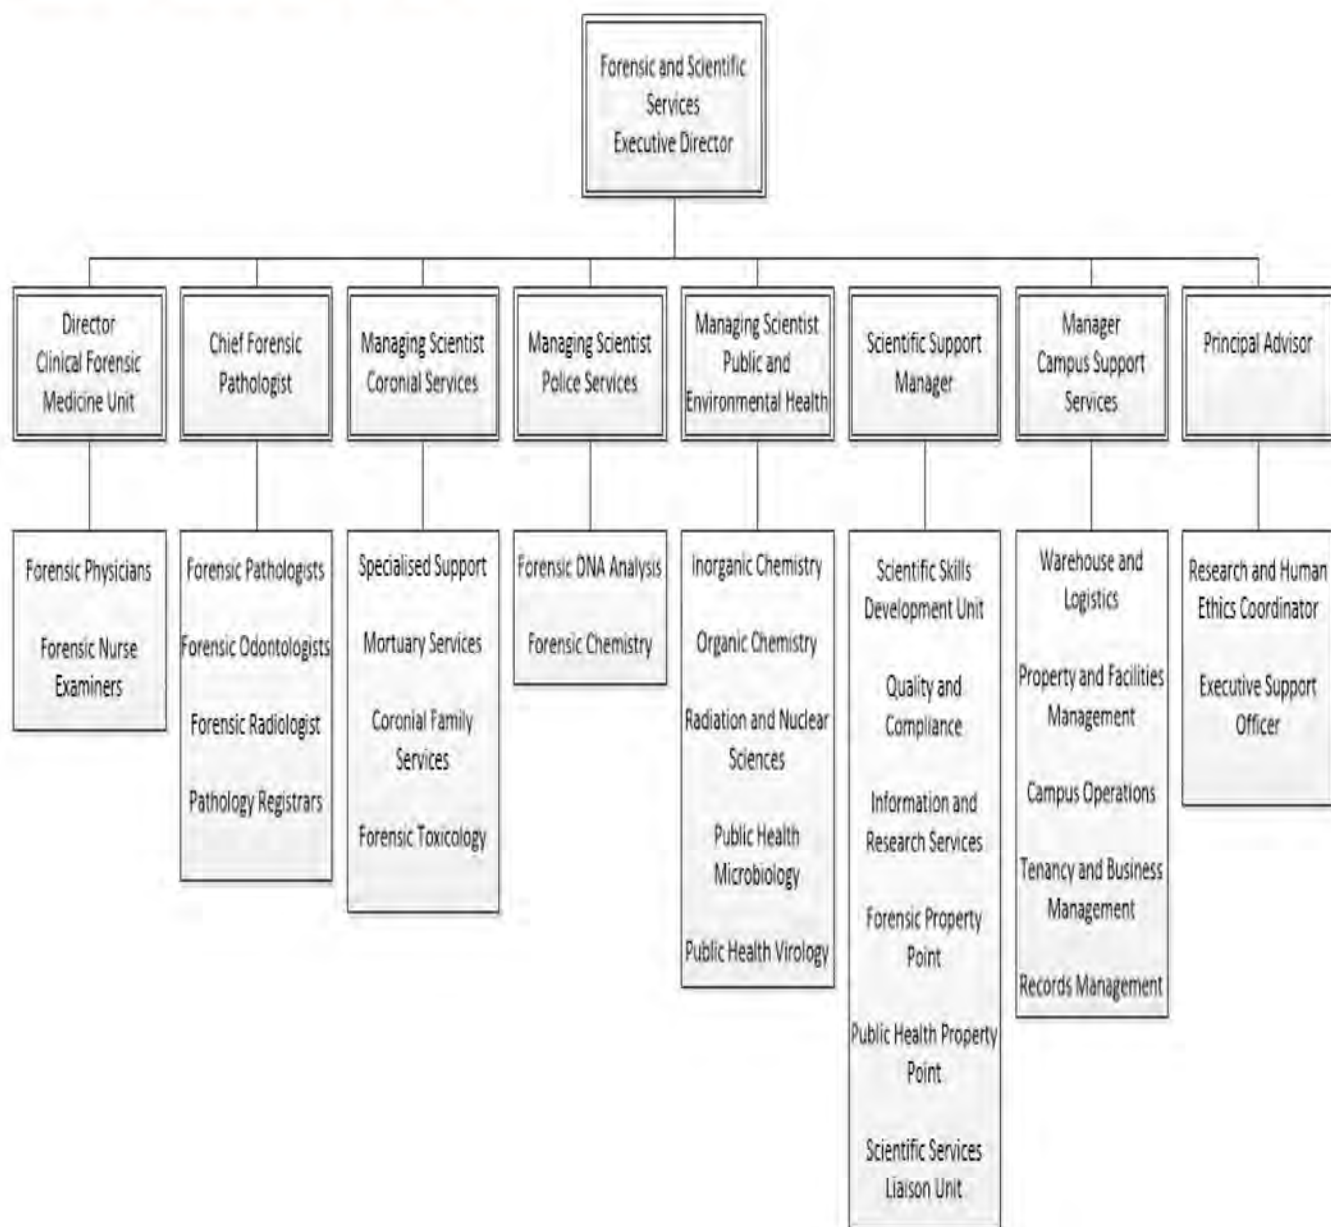 Forensic and Scientific
Services
Executive Director
Director
Clinical Forensic
Medicine Unit
Chief Forensic
Pathologist
Managing Scientist
Coronial Services
Managing Scientist
Police Services
Managing Scientist
Public and
Environmental Health
Scientific Support
Manager
Manager
Campus Support
Services
Principal Advisor
Forensic Physicians
Forensic Nurse
Examiners
Forensic Pathologists
Forensic Odontologists
Forensic Radiologist
Pathology Registrars
Specialised Support
Mortuary Services
Coronial Family
Services
Forensic Toxicology
Forensic DNA Analysis
Forensic Chemistry
Inorganic Chemistry
Organic Chemistry
Radiation and Nuclear
Sciences
Public Health
Microbiology
Public Health Virology
Scientific Skills
Development Unit
Quality and
Compliance
Information and
Research Services
Forensic Property
Point
Public Health Property
Point
Scientific Services
Liaison Unit
Warehouse and
Logistics
Property and Facilities
Management
Campus Operations
Tenancy and Business
Management
Records Management
Research and Human
Ethics Coordinator
Executive Support
Officer